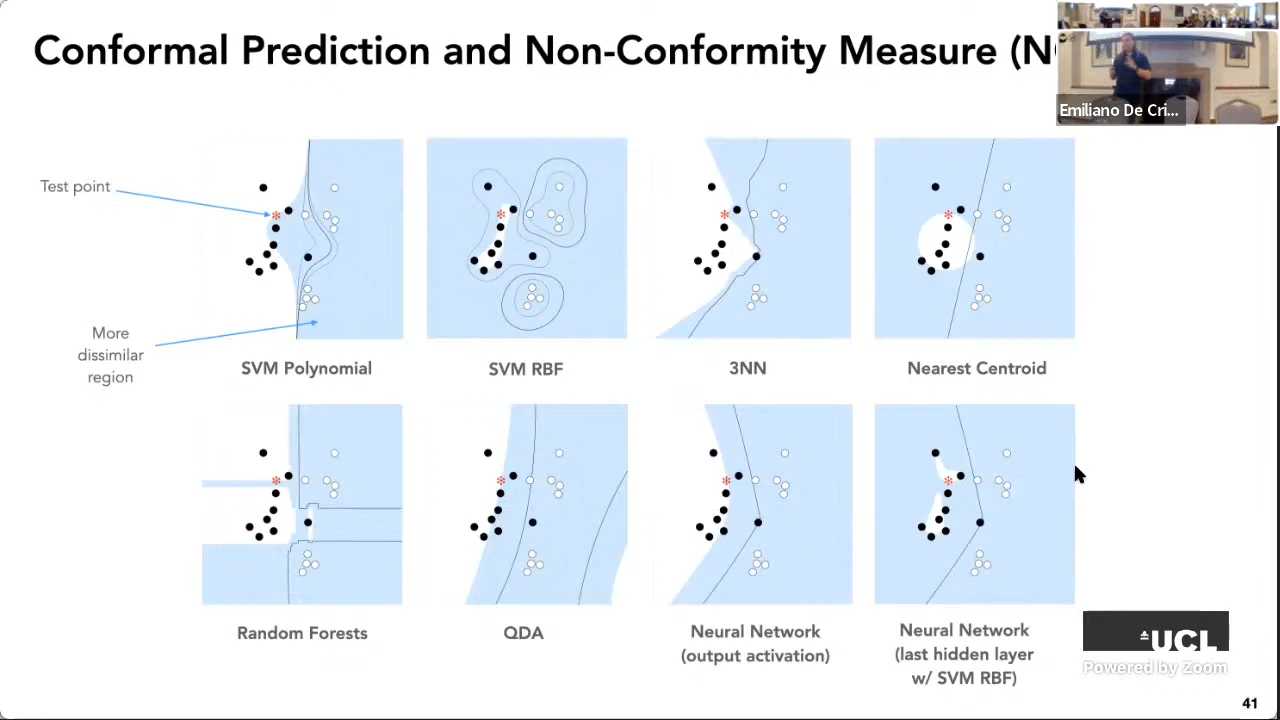 Conformal Prediction and Non-Conformity Measure (N
Emiliano De Cri...
Test point
More
dissimilar
region
SVM Polynomial
SVM RBF
3NN
Nearest Centroid
Random Forests
QDA
Neural Network
(output activation)
Neural Network
(last hidden layer
w/ SVM RBF)
UCL
Powered by Zoom
41